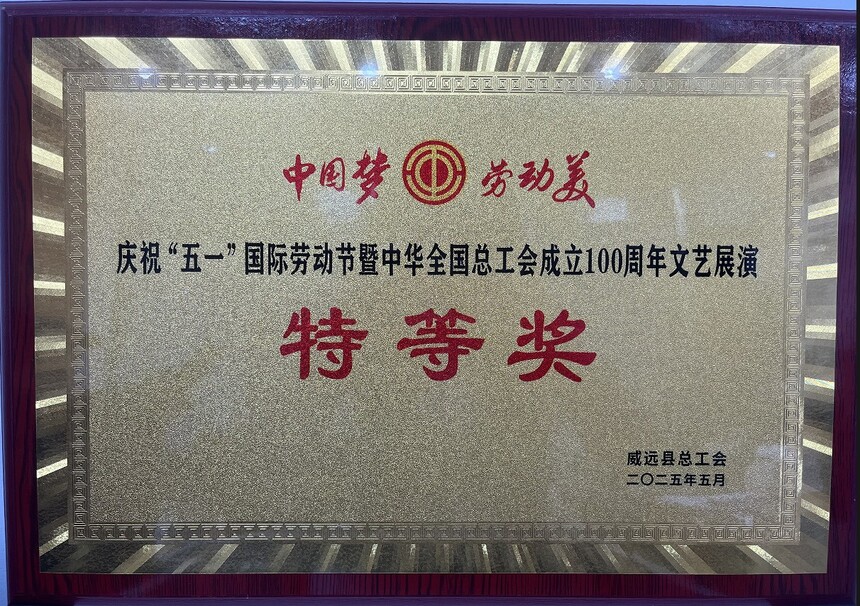 中国梦 劳动美
庆祝“五一”国际劳动节暨中华全国总工会成立100周年文艺展演
特等奖
威远县总工会
二〇二五年五月